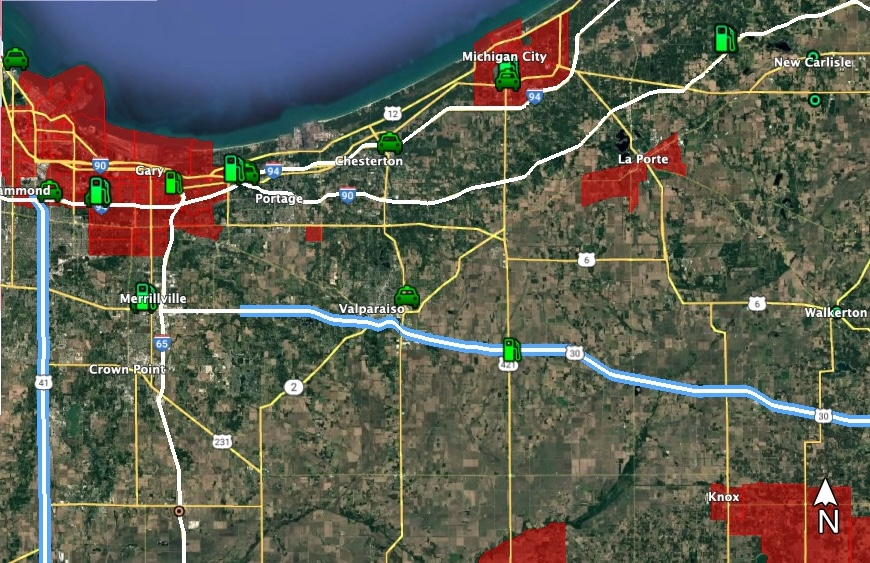 Michigan City
New Carlisle
94
12
Chesterton
La Porte
90
Gary
94
ammond
Portage
90
6
Merrillville
6
Valparaiso
Walkerton
65
30
421
Crown Point
41
2
30
231
Knox
N